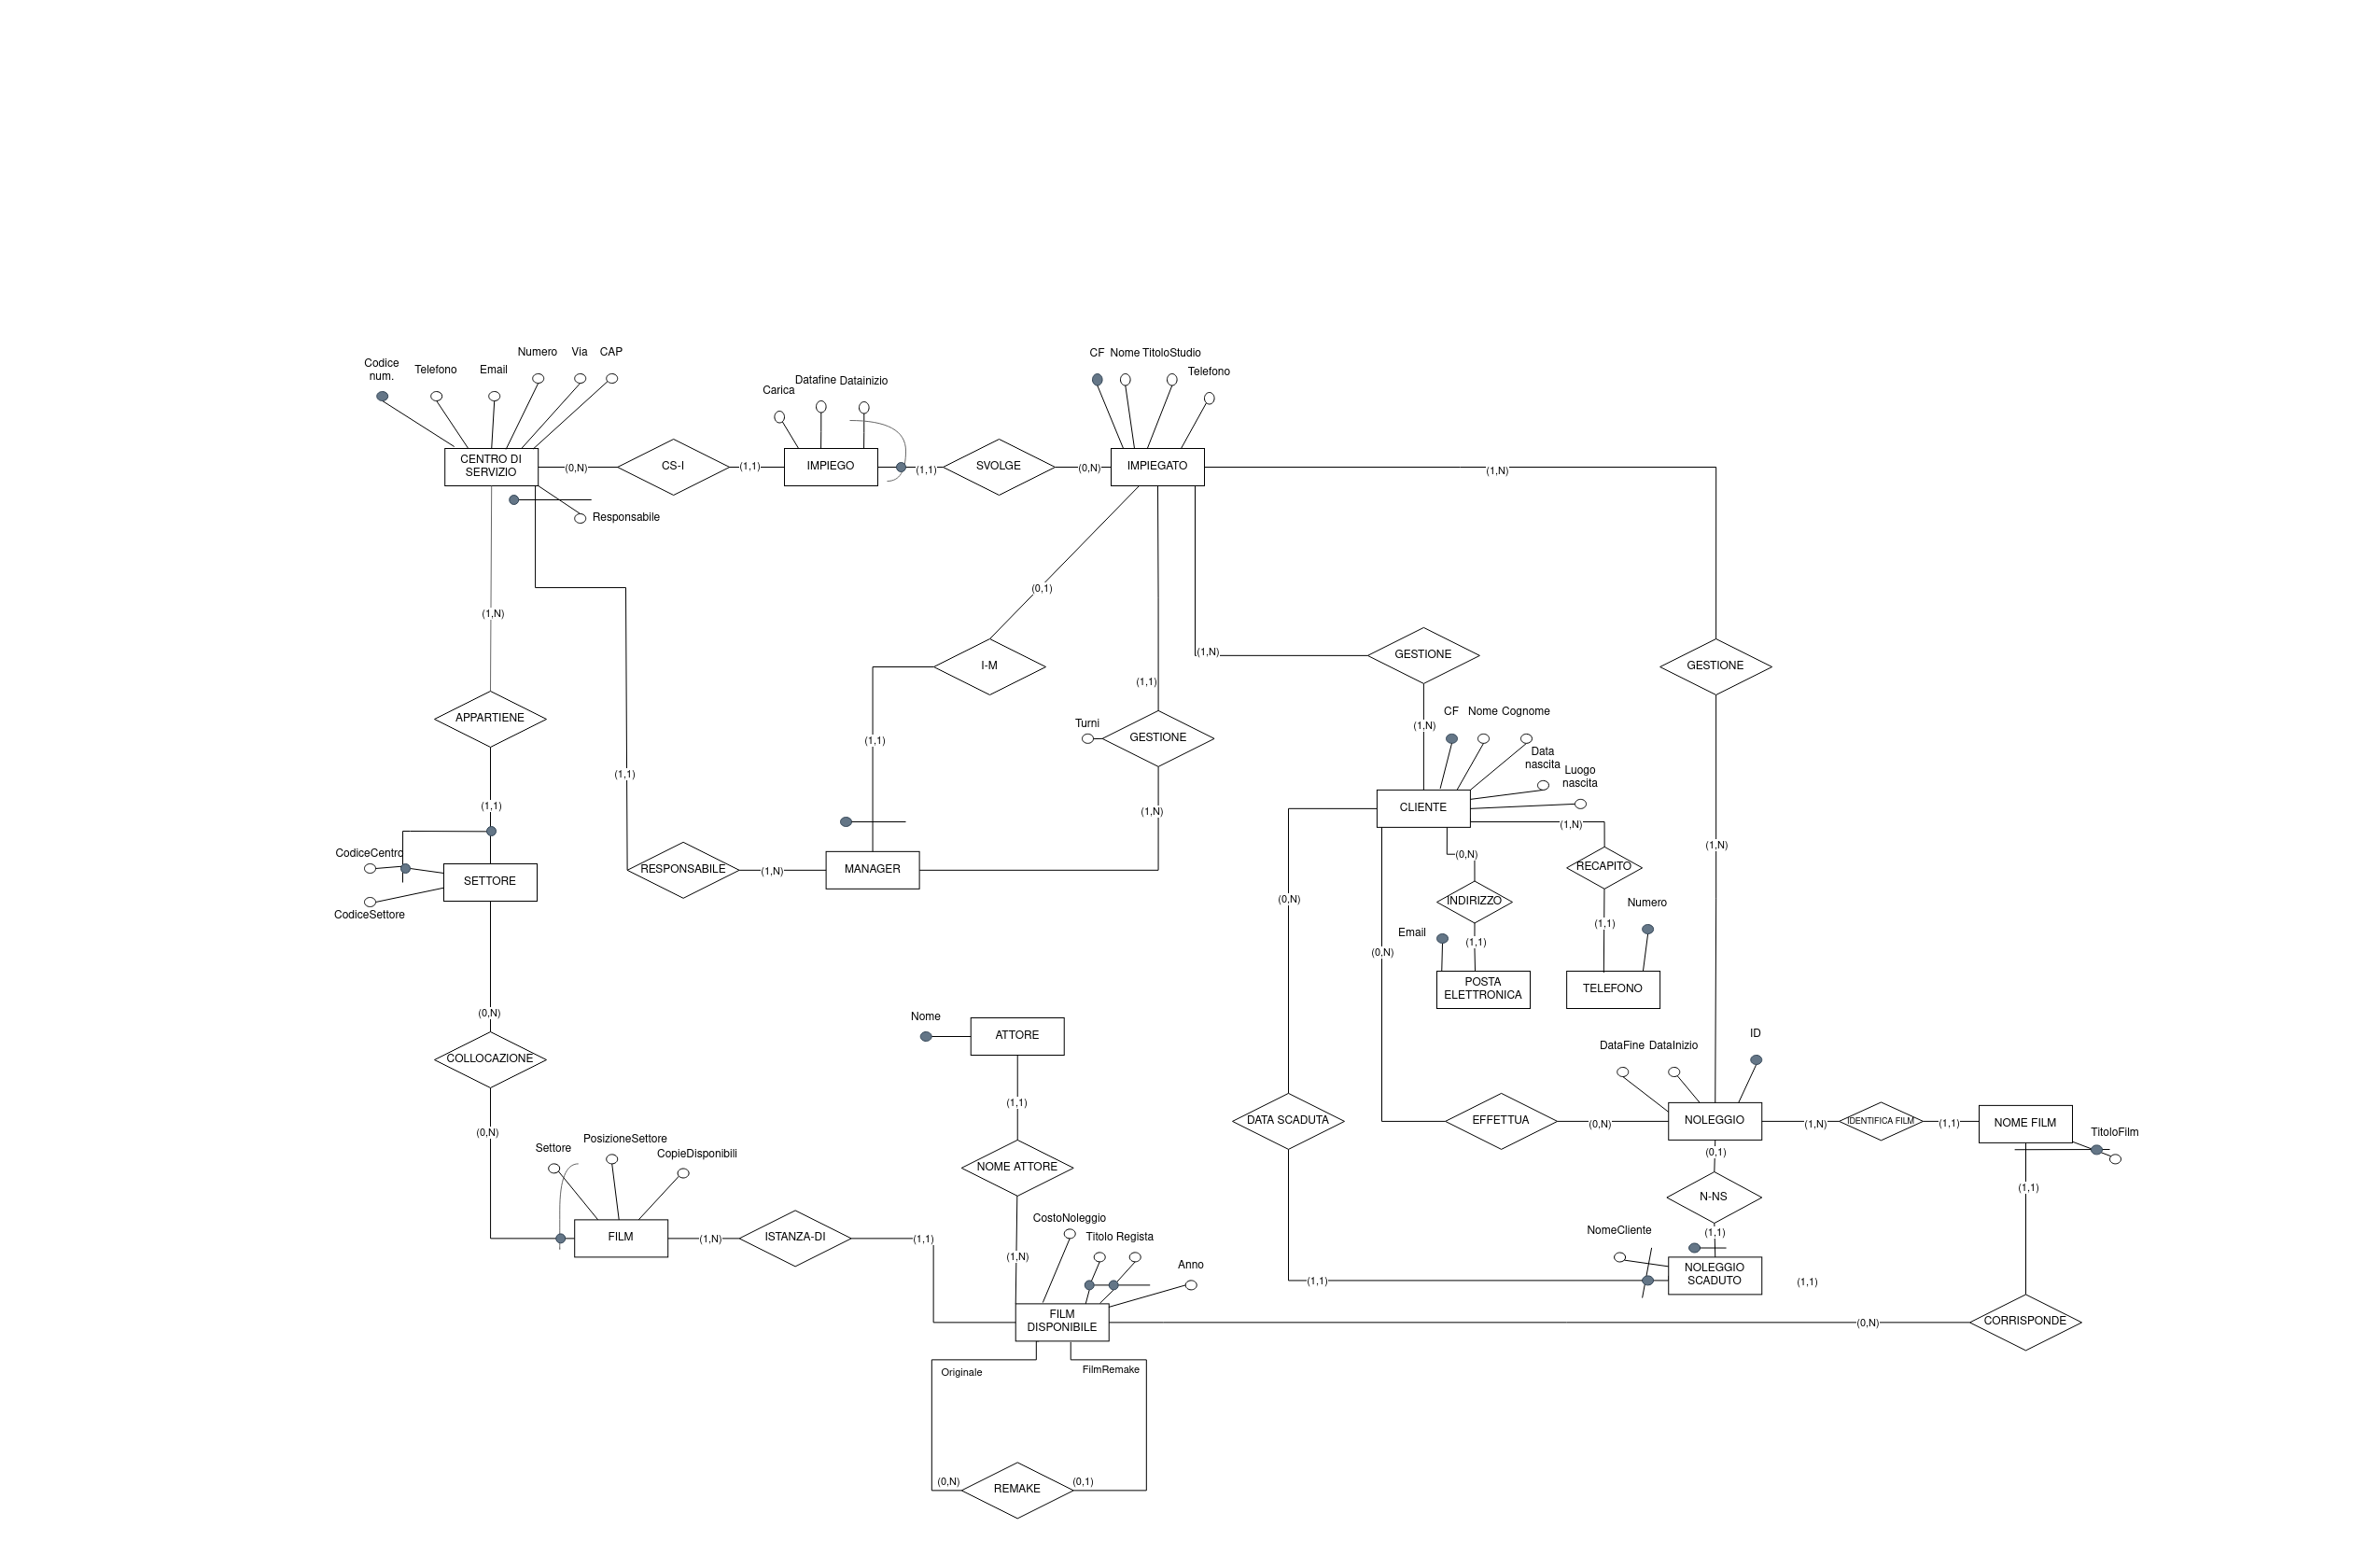 Numero
Via
CAP
CF
Nome
TitoloStudio
Codice
num.
Telefono
Email
Telefono
Carica
Datafine
Datainizio
CENTRO DI
SERVIZIO
(0,N)
CS-I
(1,1)
IMPIEGO
(1,1)
SVOLGE
(0,N)
IMPIEGATO
(1,N)
Responsabile
(1,N)
(0,1)
(1,N)
GESTIONE
I-M
GESTIONE
(1,1)
APPARTIENE
Turni
GESTIONE
(1,N)
CF
Nome
Cognome
(1,1)
(1,1)
Data
nascita
Luogo
nascita
(1,1)
(1,N)
CLIENTE
(1,N)
(1,N)
CodiceCentro
SETTORE
CodiceSettore
RESPONSABILE
(1,N)
MANAGER
(0,N)
RECAPITO
(0,N)
INDIRIZZO
Numero
(1,1)
Email
(1,1)
(0,N)
POSTA
ELETTRONICA
TELEFONO
(0,N)
Nome
ATTORE
ID
COLLOCAZIONE
DataFine
DataInizio
(1,1)
(0,N)
DATA SCADUTA
EFFETTUA
(0,N)
NOLEGGIO
(1,N)
IDENTIFICA FILM
(1,1)
NOME FILM
TitoloFilm
Settore
PosizioneSettore
CopieDisponibili
NOME ATTORE
(0,1)
N-NS
(1,1)
CostoNoleggio
NomeCliente
(1,1)
FILM
(1,N)
ISTANZA-DI
(1,1)
Titolo
Regista
(1,N)
Anno
NOLEGGIO
SCADUTO
(1,1)
(1,1)
FILM
DISPONIBILE
(0,N)
CORRISPONDE
Originale
FilmRemake
(0,N)
REMAKE
(0,1)